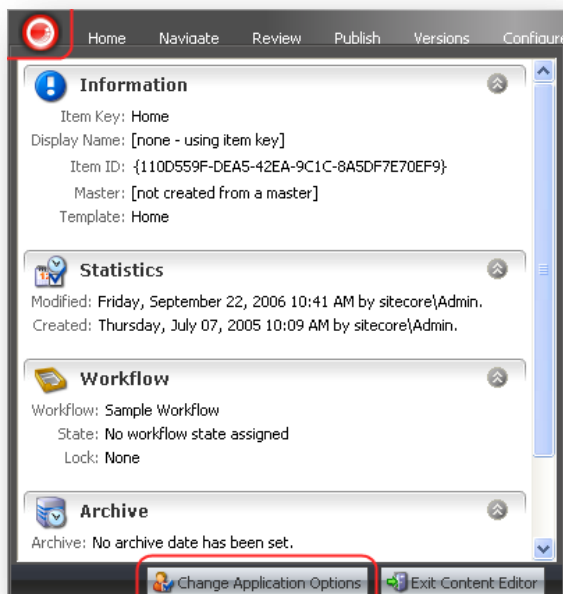 Home Navigate Review Publish Versions Configure
Information
Item Key: Home
Display Name: [none - using item key]
Item ID: {110D559F-DEA5-42EA-9C1C-8A5DF7E70EF9}
Master: [not created from a master]
Template: Home
Statistics
Modified: Friday, September 22, 2006 10:41 AM by sitecore\Admin.
Created: Thursday, July 07, 2005 10:09 AM by sitecore\Admin.
Workflow
Workflow: Sample Workflow
State: No workflow state assigned
Lock: None
Archive
Archive: No archive date has been set.
Change Application Options Exit Content Editor